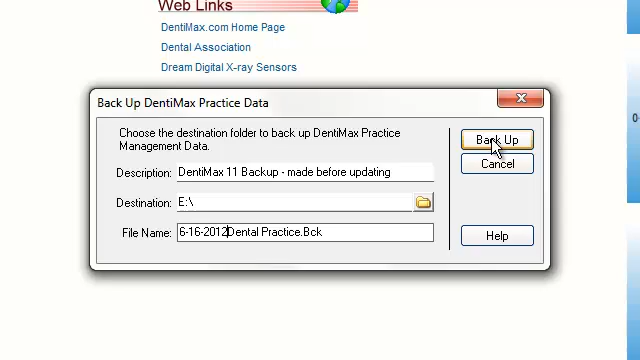 Web Links
DentiMax.com Home Page
Dental Association
Dream Digital X-ray Sensors
Back Up DentiMax Practice Data
Choose the destination folder to back up DentiMax Practice
Management Data.
Back Up
Description: DentiMax 11 Backup - made before updating
Cancel
Destination: E:\
File Name: 6-16-2012Dental Practice.Bck
Help